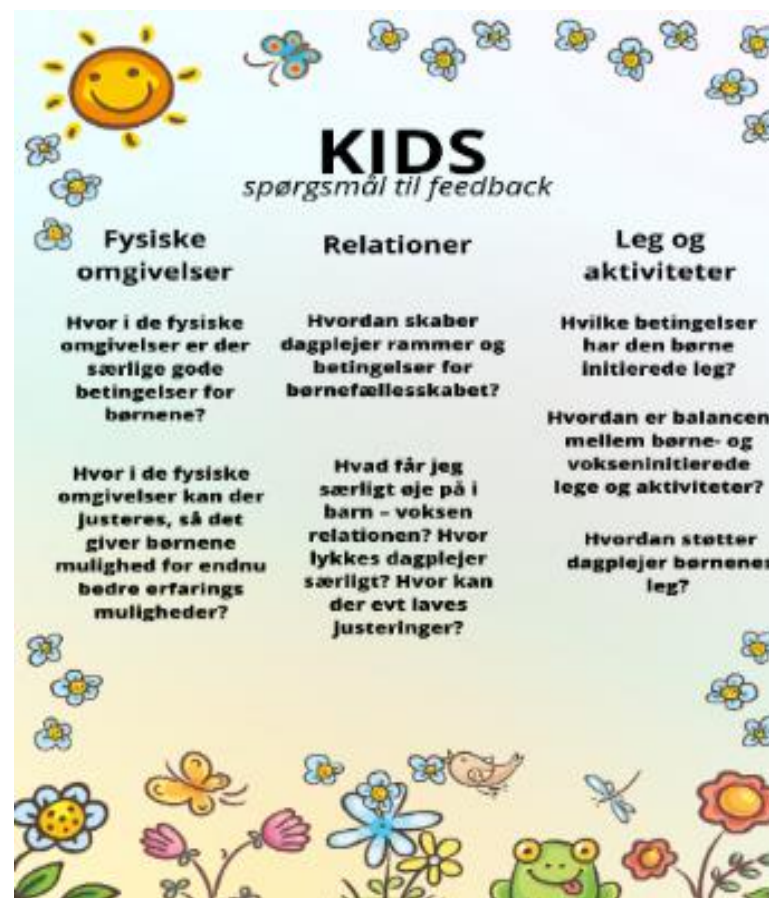 KIDS
spørgsmål til feedback
Fysiske
omgivelser
Hvor i de fysiske
omgivelser er der
særlige gode
betingelser for
børnene?
Hvor i de fysiske
omgivelser kan der
justeres, så det
giver børnene
mulighed for endnu
bedre erfarings
muligheder?
Relationer
Hvordan skaber
dagplejer rammer og
betingelser for
børnefællesskabet?
Hvad får jeg
særligt øje på i
barn – voksen
relationen? Hvor
lykkes dagplejer
særligt? Hvor kan
der evt laves
justeringer?
Leg og
aktiviteter
Hvilke betingelser
har den børne
initierede leg?
Hvordan er balancen
mellem børne- og
vokseninitierede
lege og aktiviteter?
Hvordan støtter
dagplejer børnenes
leg?